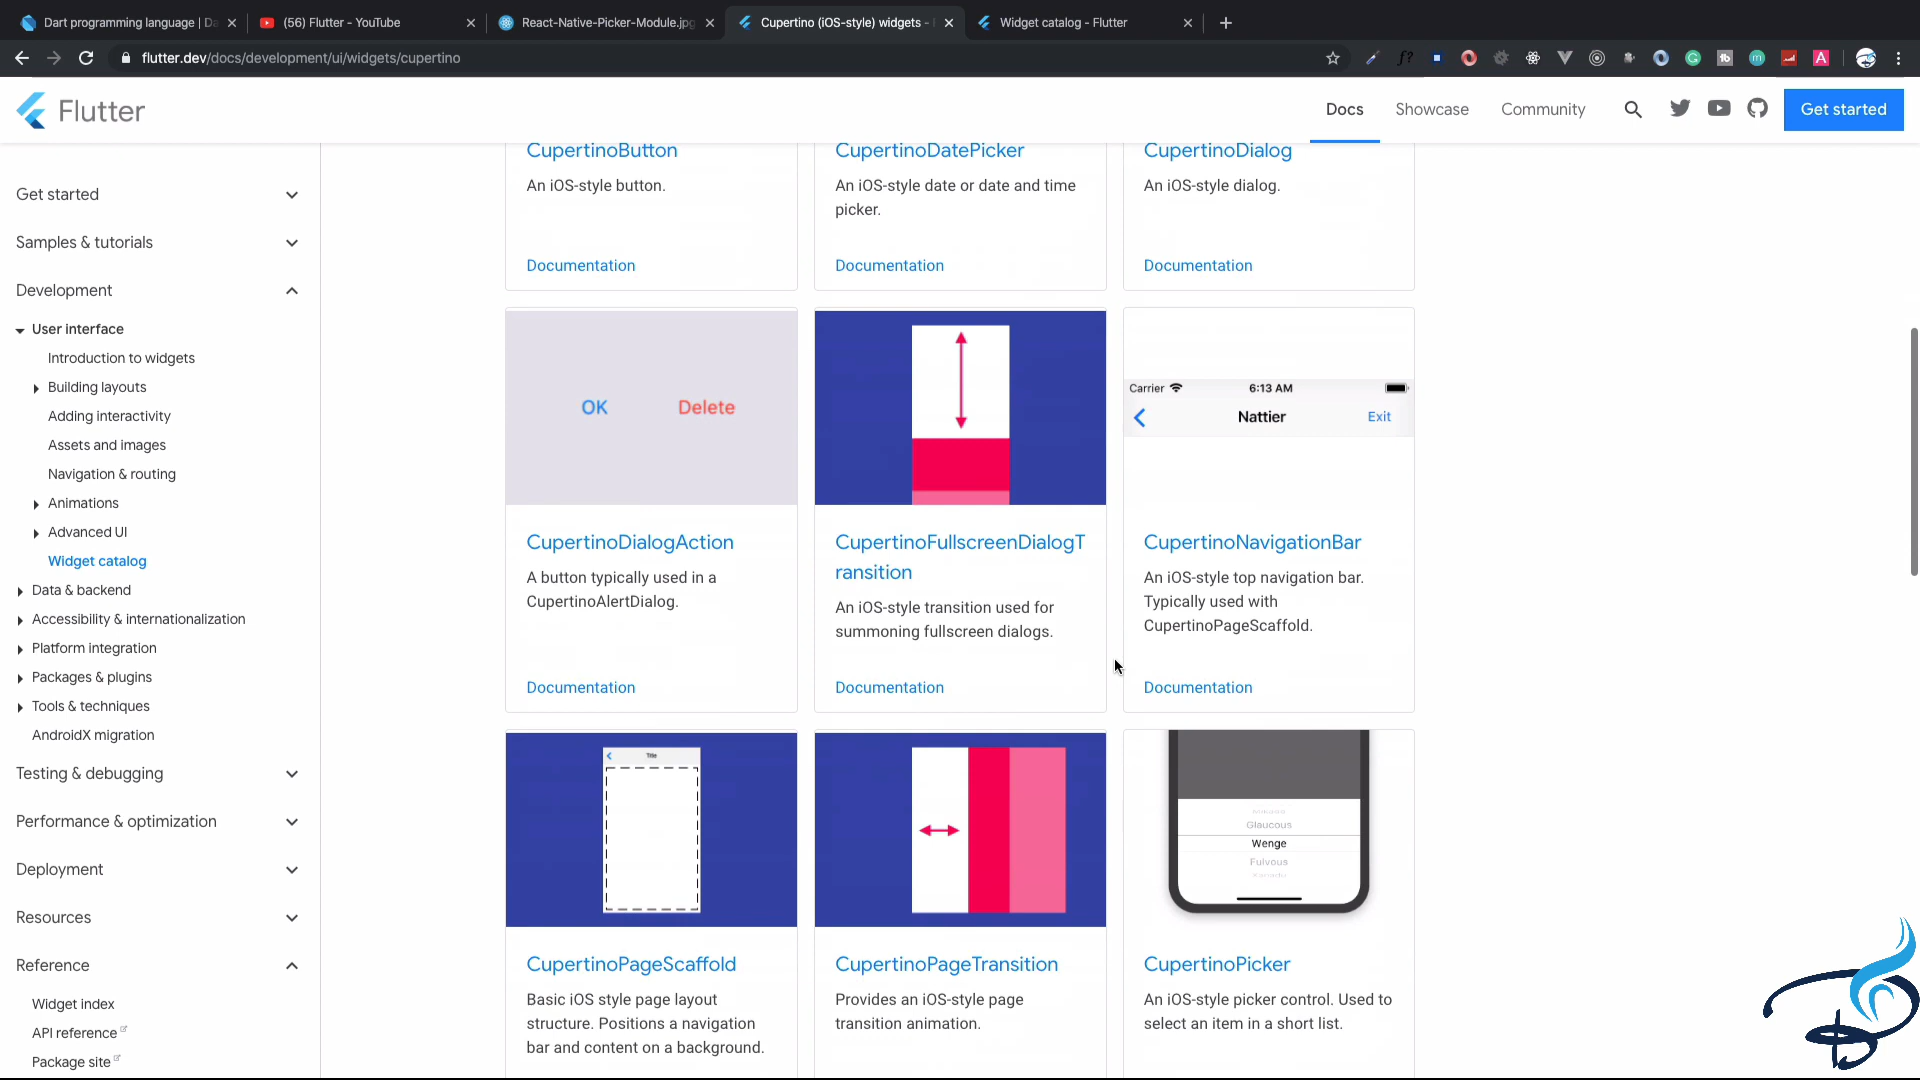 Dart programming language | Da
(56) Flutter - YouTube
React-Native-Picker-Module.jpg
Cupertino (iOS-style) widgets -
Widget catalog - Flutter
flutter.dev/docs/development/ui/widgets/cupertino
Flutter
Docs
Showcase
Community
Get started
Get started
Samples & tutorials
Development
User interface
Introduction to widgets
Building layouts
Adding interactivity
Assets and images
Navigation & routing
Animations
Advanced UI
Widget catalog
Data & backend
Accessibility & internationalization
Platform integration
Packages & plugins
Tools & techniques
AndroidX migration
Testing & debugging
Performance & optimization
Deployment
Resources
Reference
Widget index
API reference
Package site
CupertinoButton
An iOS-style button.
Documentation
CupertinoDatePicker
An iOS-style date or date and time
picker.
Documentation
CupertinoDialog
An iOS-style dialog.
Documentation
OK
Delete
CupertinoDialogAction
A button typically used in a
CupertinoAlertDialog.
Documentation
CupertinoFullscreenDialogT
ransition
An iOS-style transition used for
summoning fullscreen dialogs.
Documentation
Carrier
6:13 AM
Nattier
Exit
CupertinoNavigationBar
An iOS-style top navigation bar.
Typically used with
CupertinoPageScaffold.
Documentation
Title
CupertinoPageScaffold
Basic iOS style page layout
structure. Positions a navigation
bar and content on a background.
CupertinoPageTransition
Provides an iOS-style page
transition animation.
Glaucous
Wenge
Fulvous
CupertinoPicker
An iOS-style picker control. Used to
select an item in a short list.